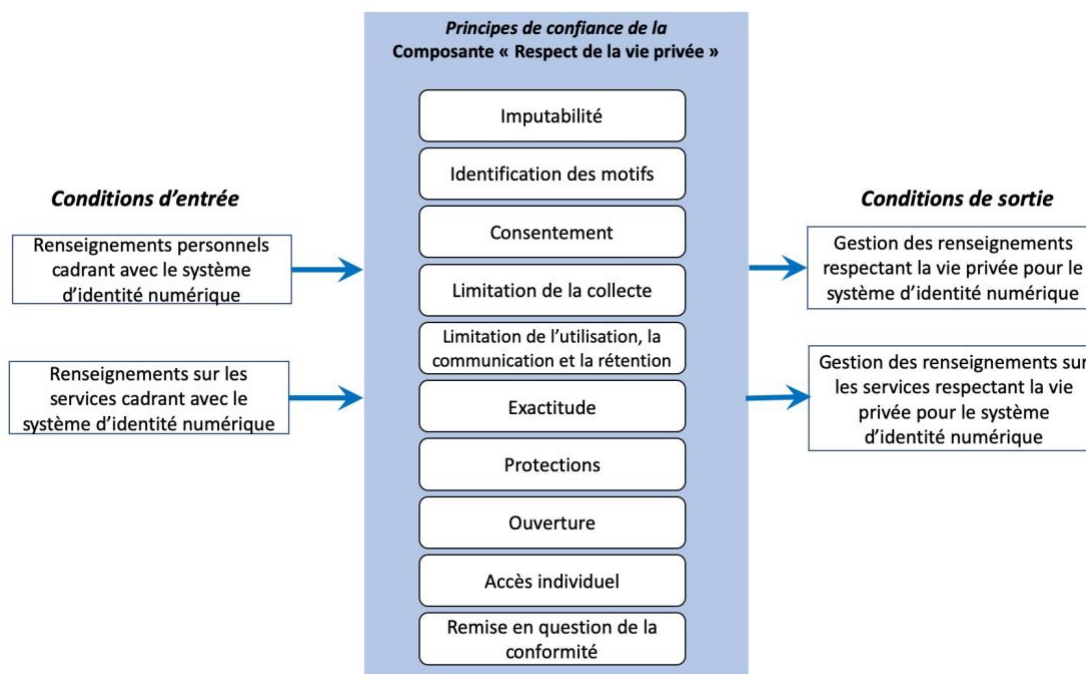 Principes de confiance de la
Composante « Respect de la vie privée »
Imputabilité
Identification des motifs
Consentement
Limitation de la collecte
Limitation de l’utilisation, la
communication et la rétention
Exactitude
Protections
Ouverture
Accès individuel
Remise en question de la
conformité
Conditions d’entrée
Renseignements personnels
cadrant avec le système
d’identité numérique
Renseignements sur les
services cadrant avec le
système d’identité numérique
Conditions de sortie
Gestion des renseignements
respectant la vie privée pour le
système d’identité numérique
Gestion des renseignements sur
les services respectant la vie
privée pour le système
d’identité numérique